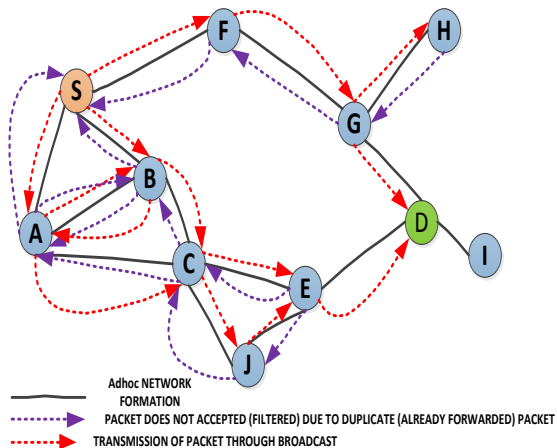 F
H
S
G
B
A
D
C
I
E
J
Adhoc NETWORK
FORMATION
PACKET DOES NOT ACCEPTED (FILTERED) DUE TO DUPLICATE (ALREADY FORWARDED) PACKET
TRANSMISSION OF PACKET THROUGH BROADCAST